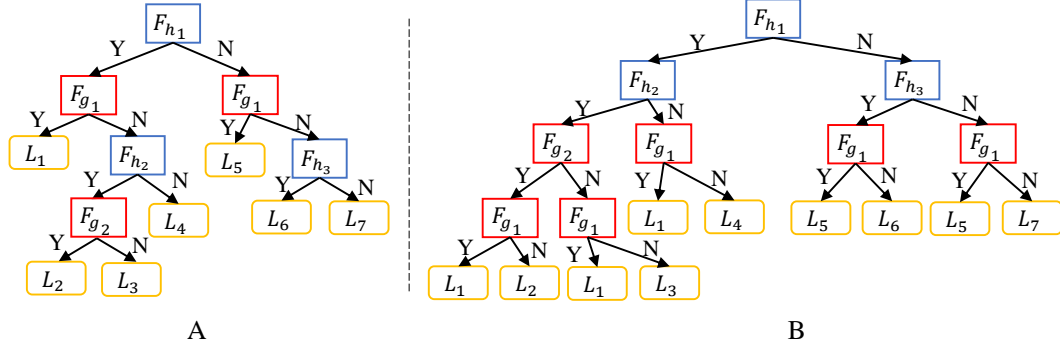 F_{h_1}
Y N
F_{g_1} F_{g_1}
Y N Y N
L_1 F_{h_2} L_5 F_{h_3}
Y N Y N
F_{g_2} L_4 L_6 L_7
Y N
L_2 L_3
A
F_{h_1}
Y N
F_{h_2} F_{h_3}
Y N Y N
F_{g_2} F_{g_1} F_{g_1} F_{g_1}
Y N Y N Y N Y N
F_{g_1} F_{g_1} L_1 L_4 L_5 L_6 L_5 L_7
Y N Y N
L_1 L_2 L_1 L_3
B